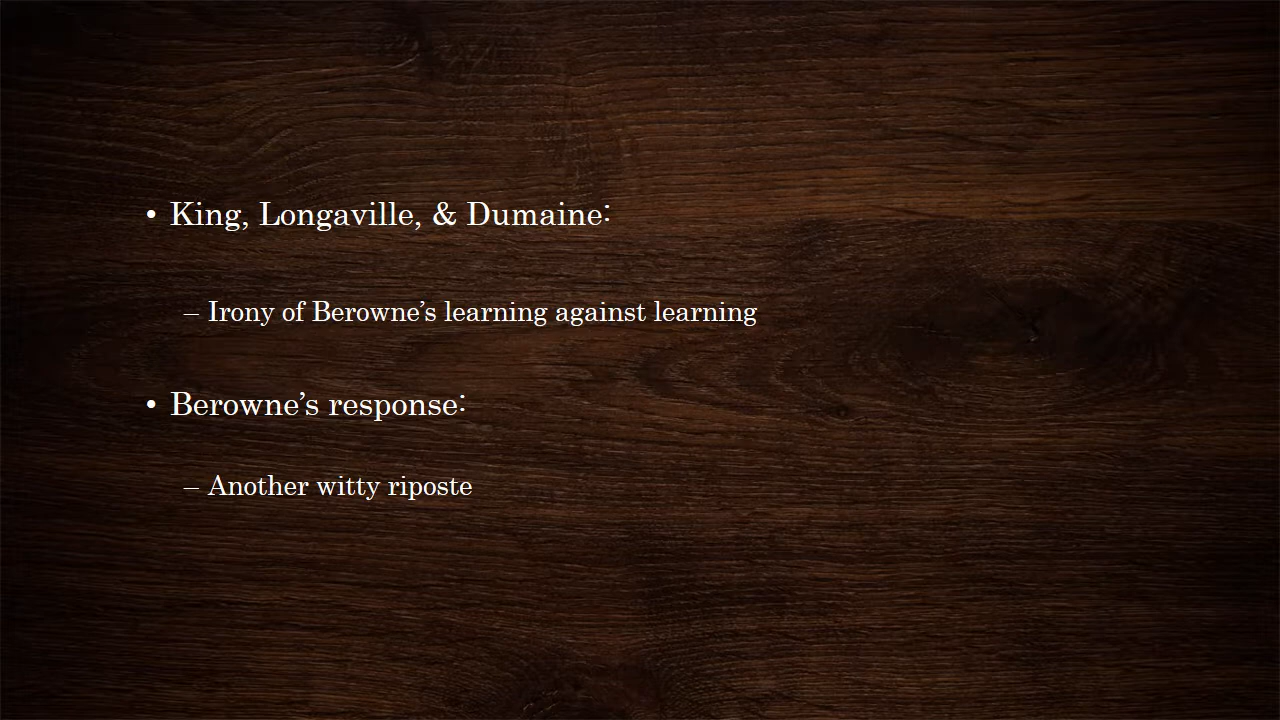 • King, Longaville, & Dumaine:
– Irony of Berowne’s learning against learning
• Berowne’s response:
– Another witty riposte